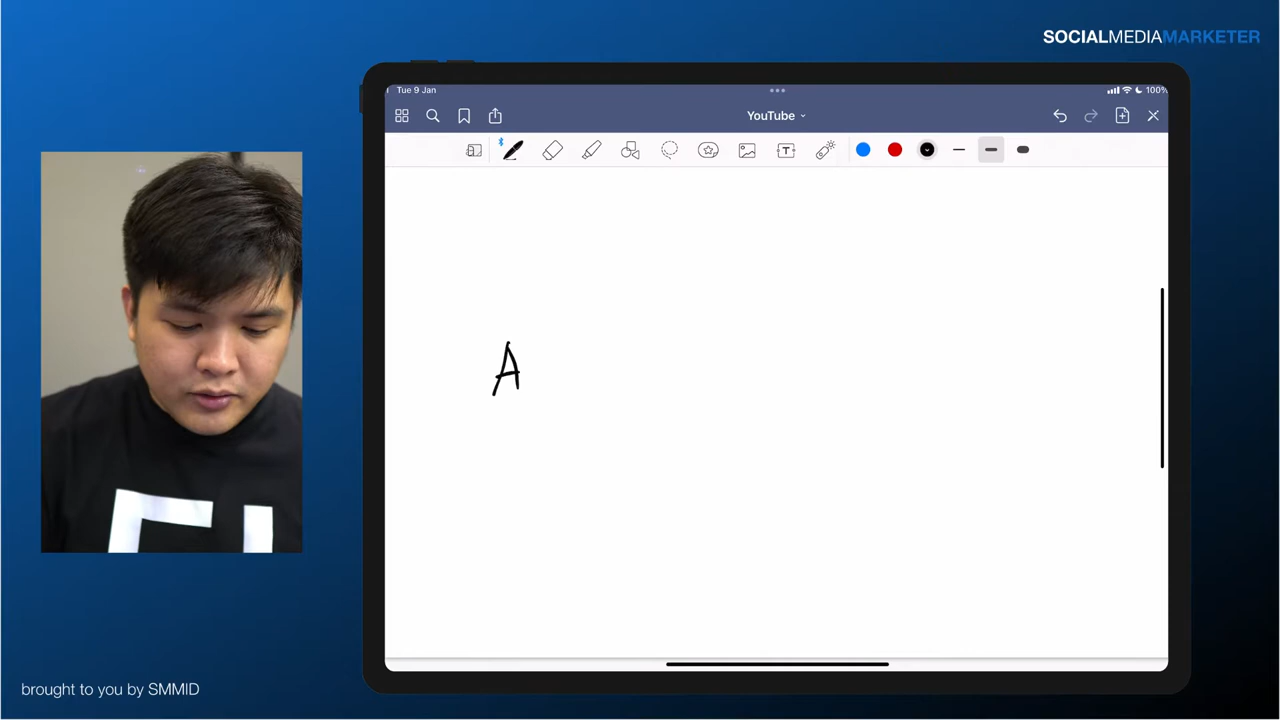 SOCIALMEDIAMARKETER
Tue 9 Jan
100%
YouTube
T
A
brought to you by SMMID